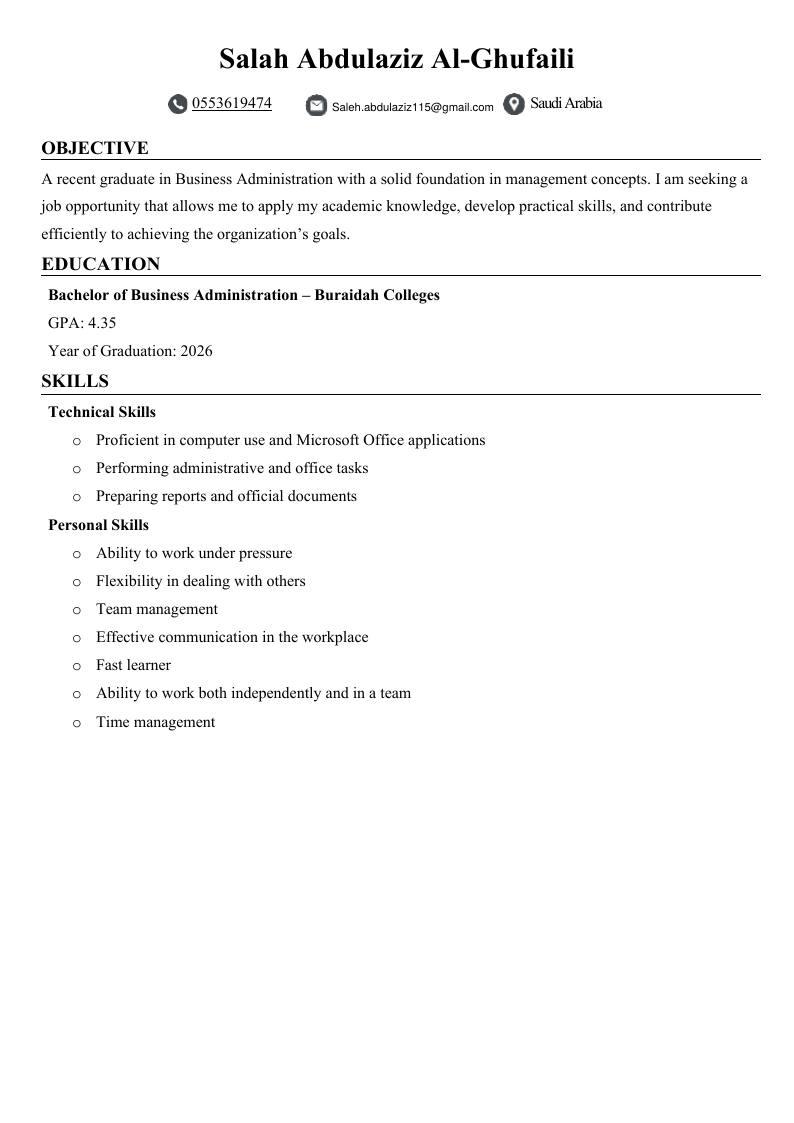 Salah Abdulaziz Al-Ghufaili
0553619474 Saleh.abdulaziz115@gmail.com Saudi Arabia
OBJECTIVE
A recent graduate in Business Administration with a solid foundation in management concepts. I am seeking a
job opportunity that allows me to apply my academic knowledge, develop practical skills, and contribute
efficiently to achieving the organization’s goals.
EDUCATION
Bachelor of Business Administration – Buraidah Colleges
GPA: 4.35
Year of Graduation: 2026
SKILLS
Technical Skills
o Proficient in computer use and Microsoft Office applications
o Performing administrative and office tasks
o Preparing reports and official documents
Personal Skills
o Ability to work under pressure
o Flexibility in dealing with others
o Team management
o Effective communication in the workplace
o Fast learner
o Ability to work both independently and in a team
o Time management